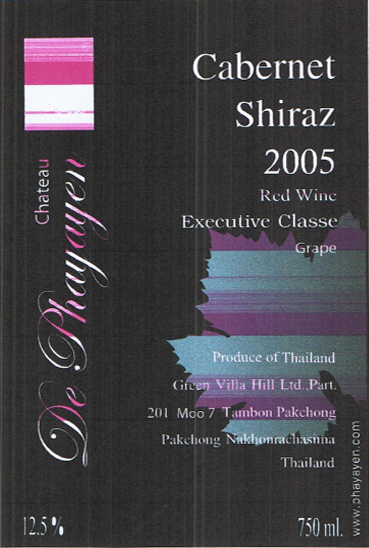 Cabernet
Shiraz
2005
Red Wine
Executive Classe
Grape
Chateau
De Phayayen
Produce of Thailand
Green Villa Hill Ltd.,Part.
201 Moo 7 Tambon Pakchong
Pakchong Nakhonrachasima
Thailand
www.phayayen.com
12.5%
750 ml.